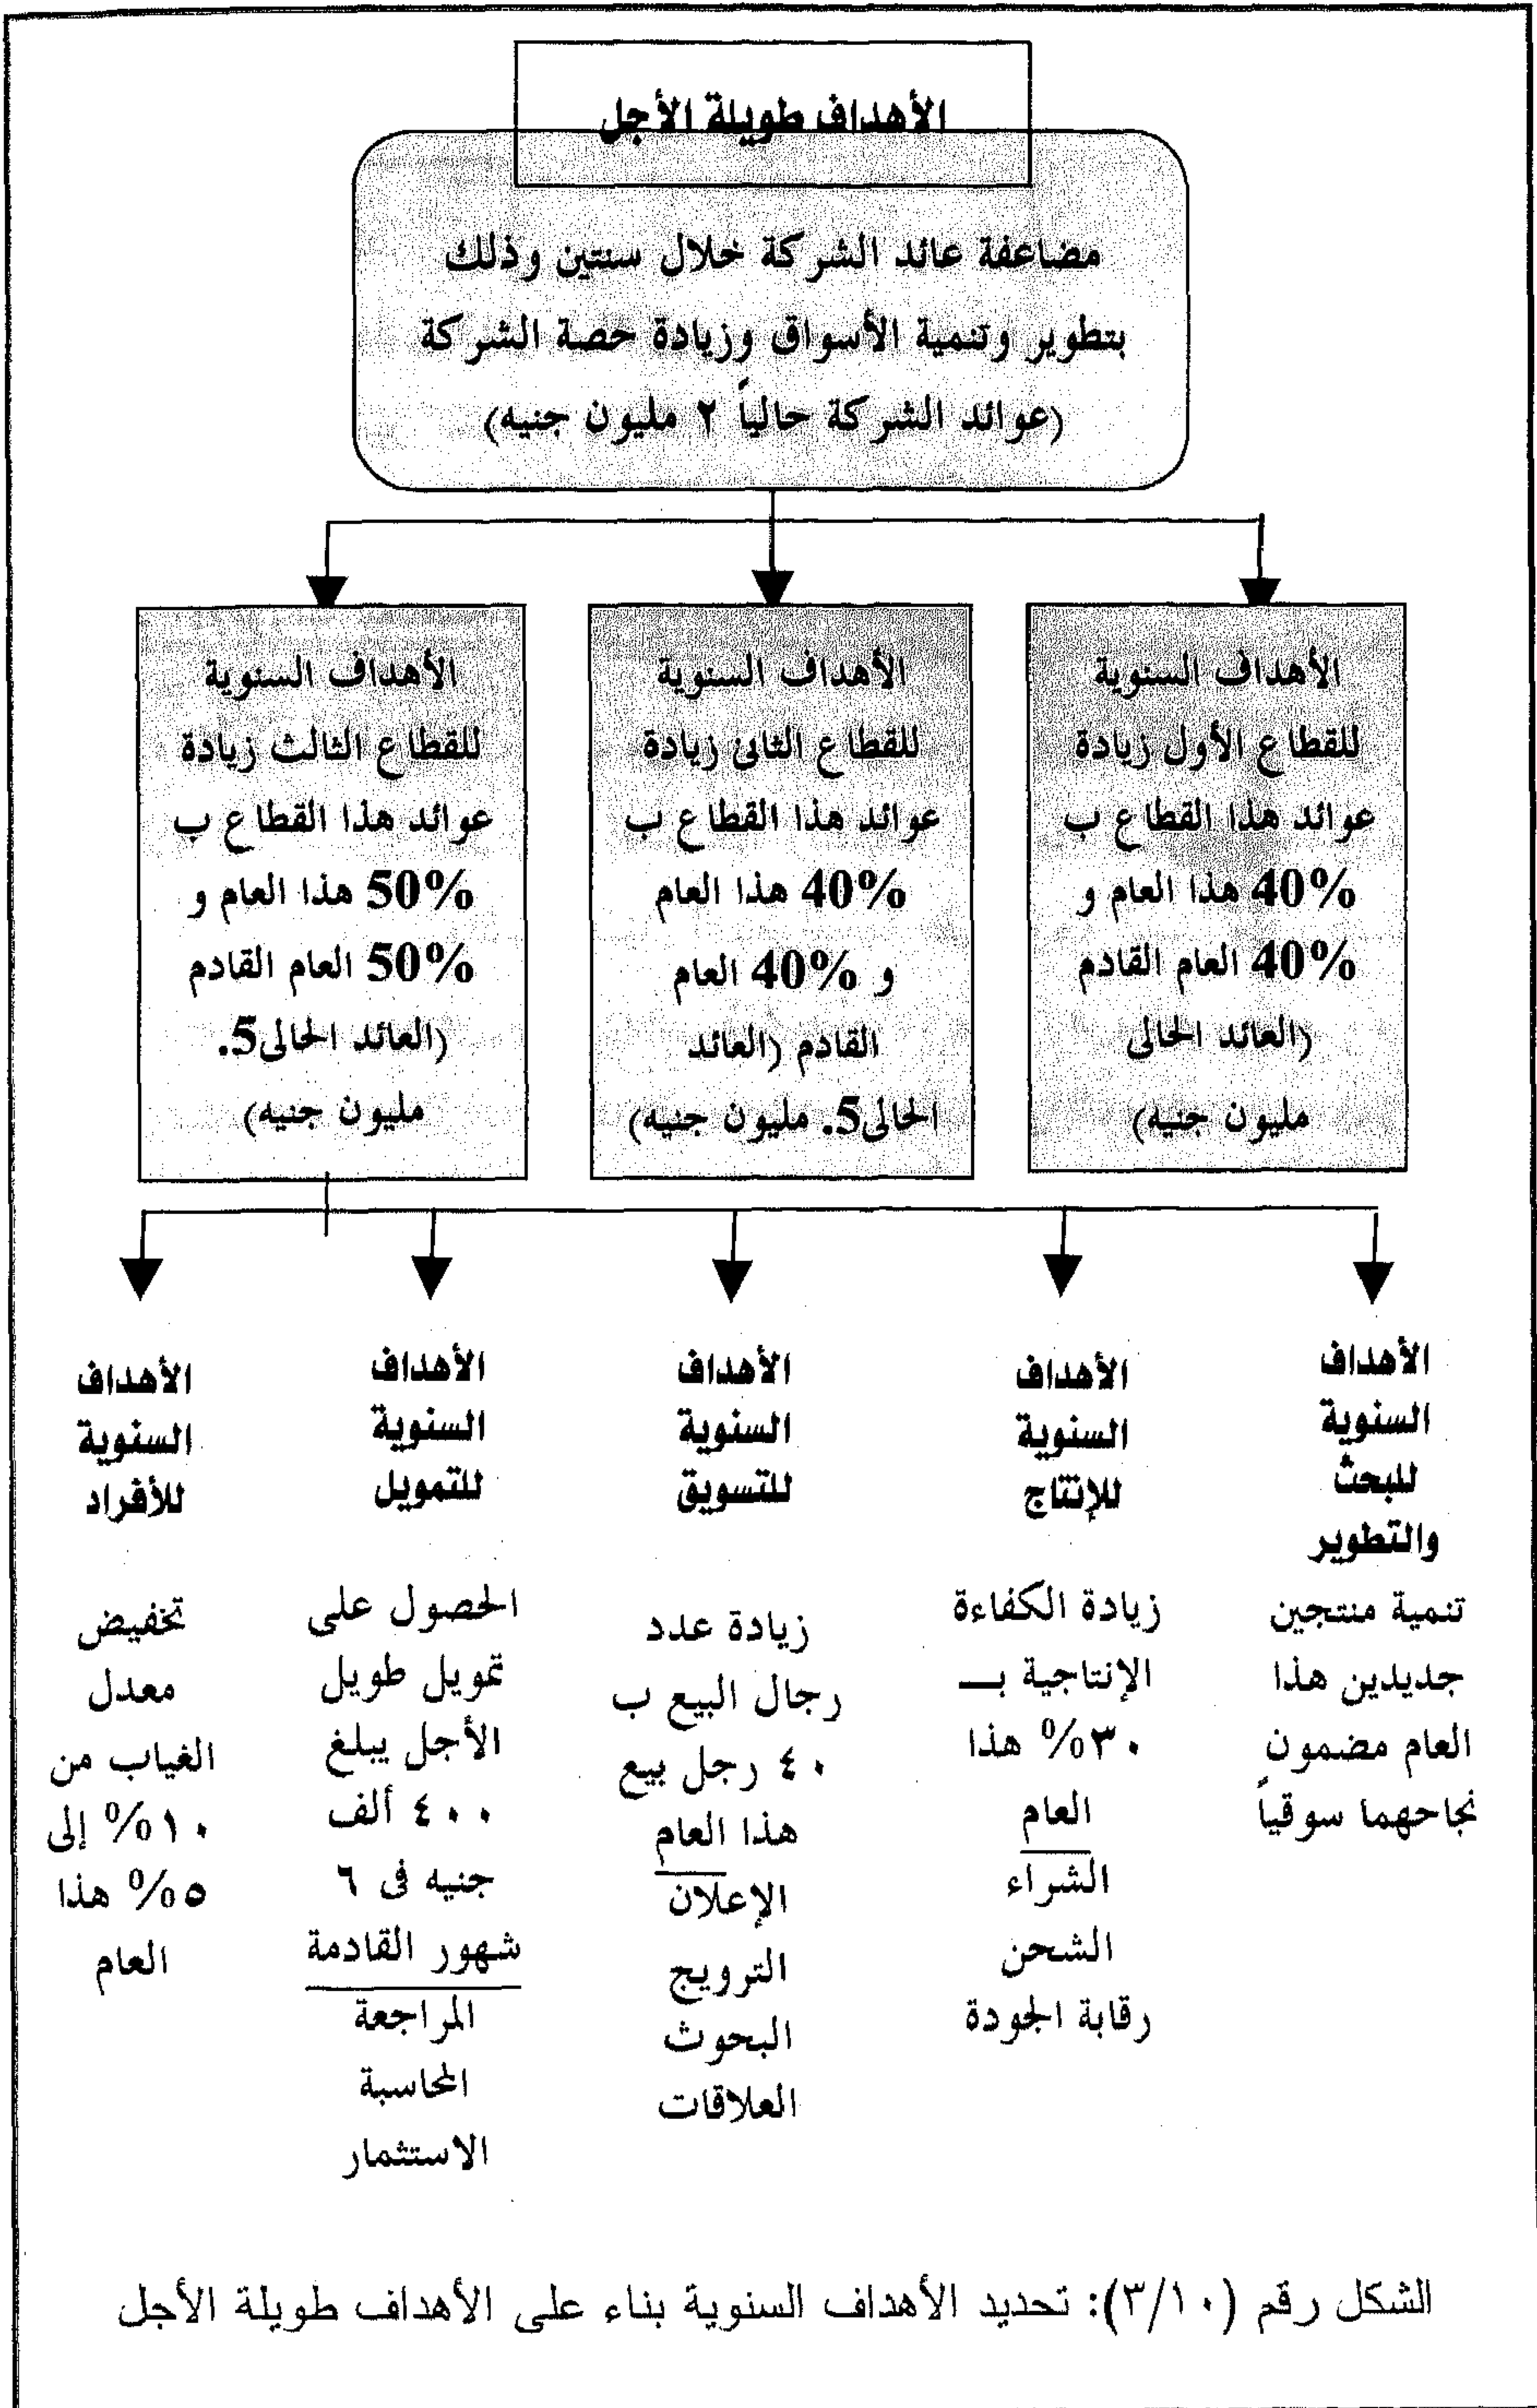 الأهداف طويلة الأجل
مضاعفة عائد الشركة خلال سنتين وذلك
بتطوير وتنمية الأسواق وزيادة حصة الشركة
(عوائد الشركة حالياً ٢ مليون جنيه)
الأهداف السنوية
للقطاع الأول زيادة
عوائد هذا القطاع ب
40% هذا العام و
40% العام القادم
(العائد الحالى
مليون جنيه)
الأهداف السنوية
للقطاع الثانى زيادة
عوائد هذا القطاع ب
40% هذا العام
و 40% العام
القادم (العائد
الحالى5. مليون جنيه)
الأهداف السنوية
للقطاع الثالث زيادة
عوائد هذا القطاع ب
50% هذا العام و
50% العام القادم
(العائد الحالى5.
مليون جنيه)
الأهداف
السنوية
للبحث
والتطوير
تنمية منتجين
جديدين هذا
العام مضمون
نجاحهما سوقياً
الأهداف
السنوية
للإنتاج
زيادة الكفاءة
الإنتاجية بـــ
٣٠% هذا
العام
الشراء
الشحن
رقابة الجودة
الأهداف
السنوية
للتسويق
زيادة عدد
رجال البيع ب
٤٠ رجل بيع
هذا العام
الإعلان
الترويج
البحوث
العلاقات
الأهداف
السنوية
للتمويل
الحصول على
تمويل طويل
الأجل يبلغ
٤٠٠ ألف
جنيه فى ٦
شهور القادمة
المراجعة
المحاسبة
الاستثمار
الأهداف
السنوية
للأفراد
تخفيض
معدل
الغياب من
١٠% إلى
٥% هذا
العام
الشكل رقم (٣/١٠): تحديد الأهداف السنوية بناء على الأهداف طويلة الأجل